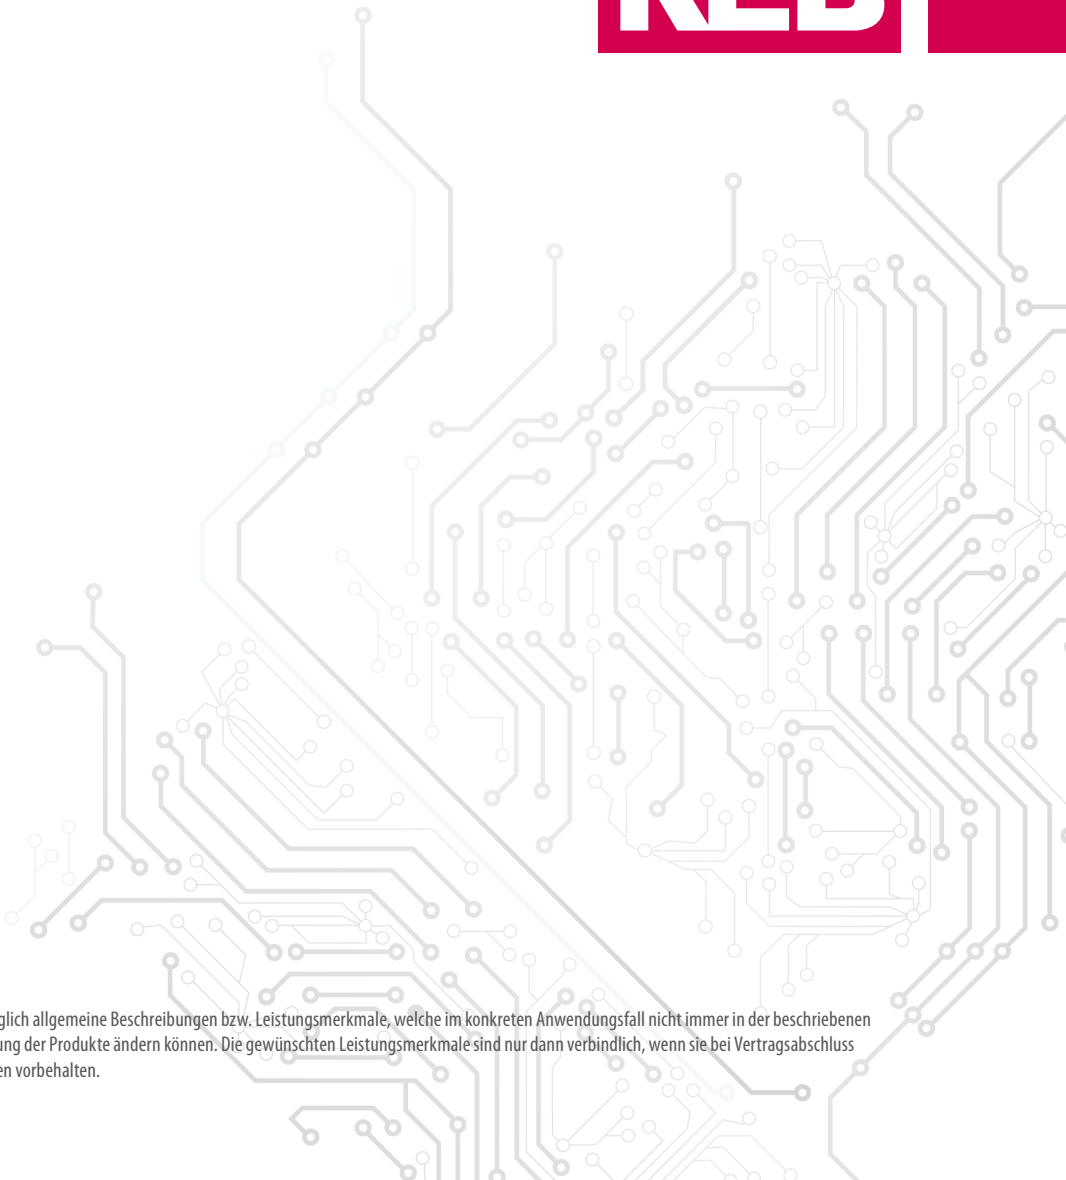 KEB
glich allgemeine Beschreibungen bzw. Leistungsmerkmale, welche im konkreten Anwendungsfall nicht immer in der beschriebenen
ung der Produkte ändern können. Die gewünschten Leistungsmerkmale sind nur dann verbindlich, wenn sie bei Vertragsabschluss
en vorbehalten.